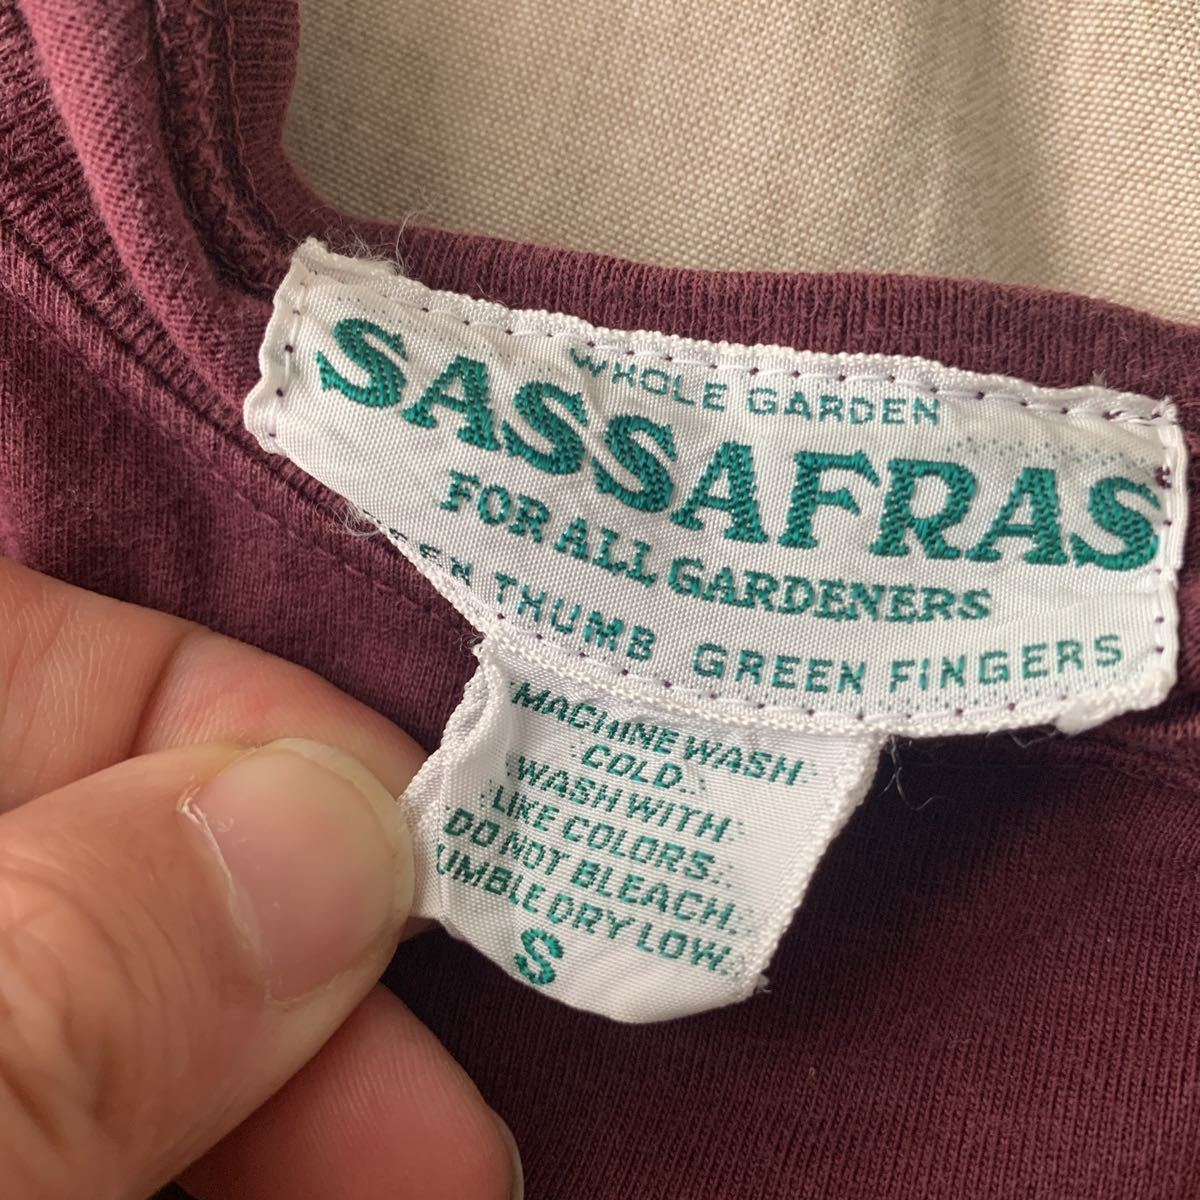 WHOLE GARDEN
SASSAFRAS
FOR ALL GARDENERS
THUMB GREEN FINGERS
MACHINE WASH
COLD.
WASH WITH
LIKE COLORS.
DO NOT BLEACH.
UMBLE DRY LOW.
S